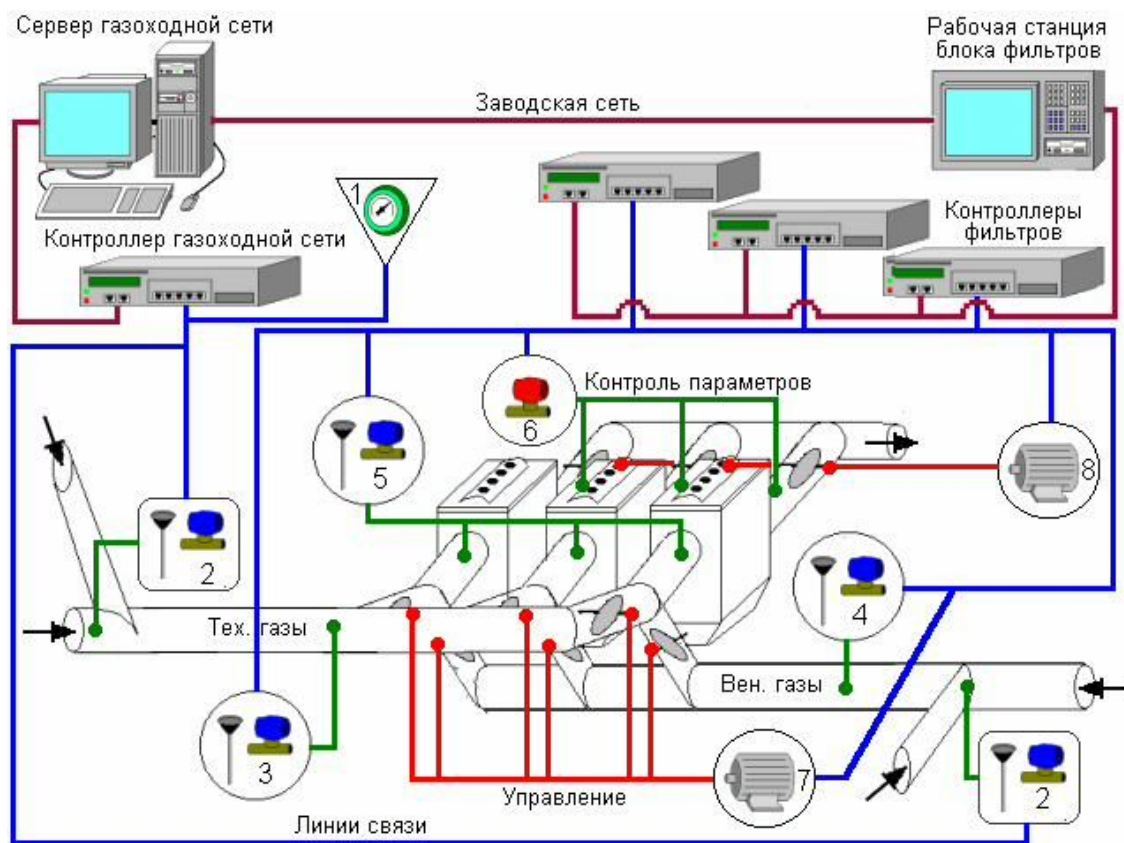 Сервер газоходной сети
Рабочая станция
блока фильтров
Заводская сеть
1
Контроллер газоходной сети
Контроллеры
фильтров
Контроль параметров
6
5
8
2
4
Тех. газы
Вен. газы
3
7
2
Управление
Линии связи